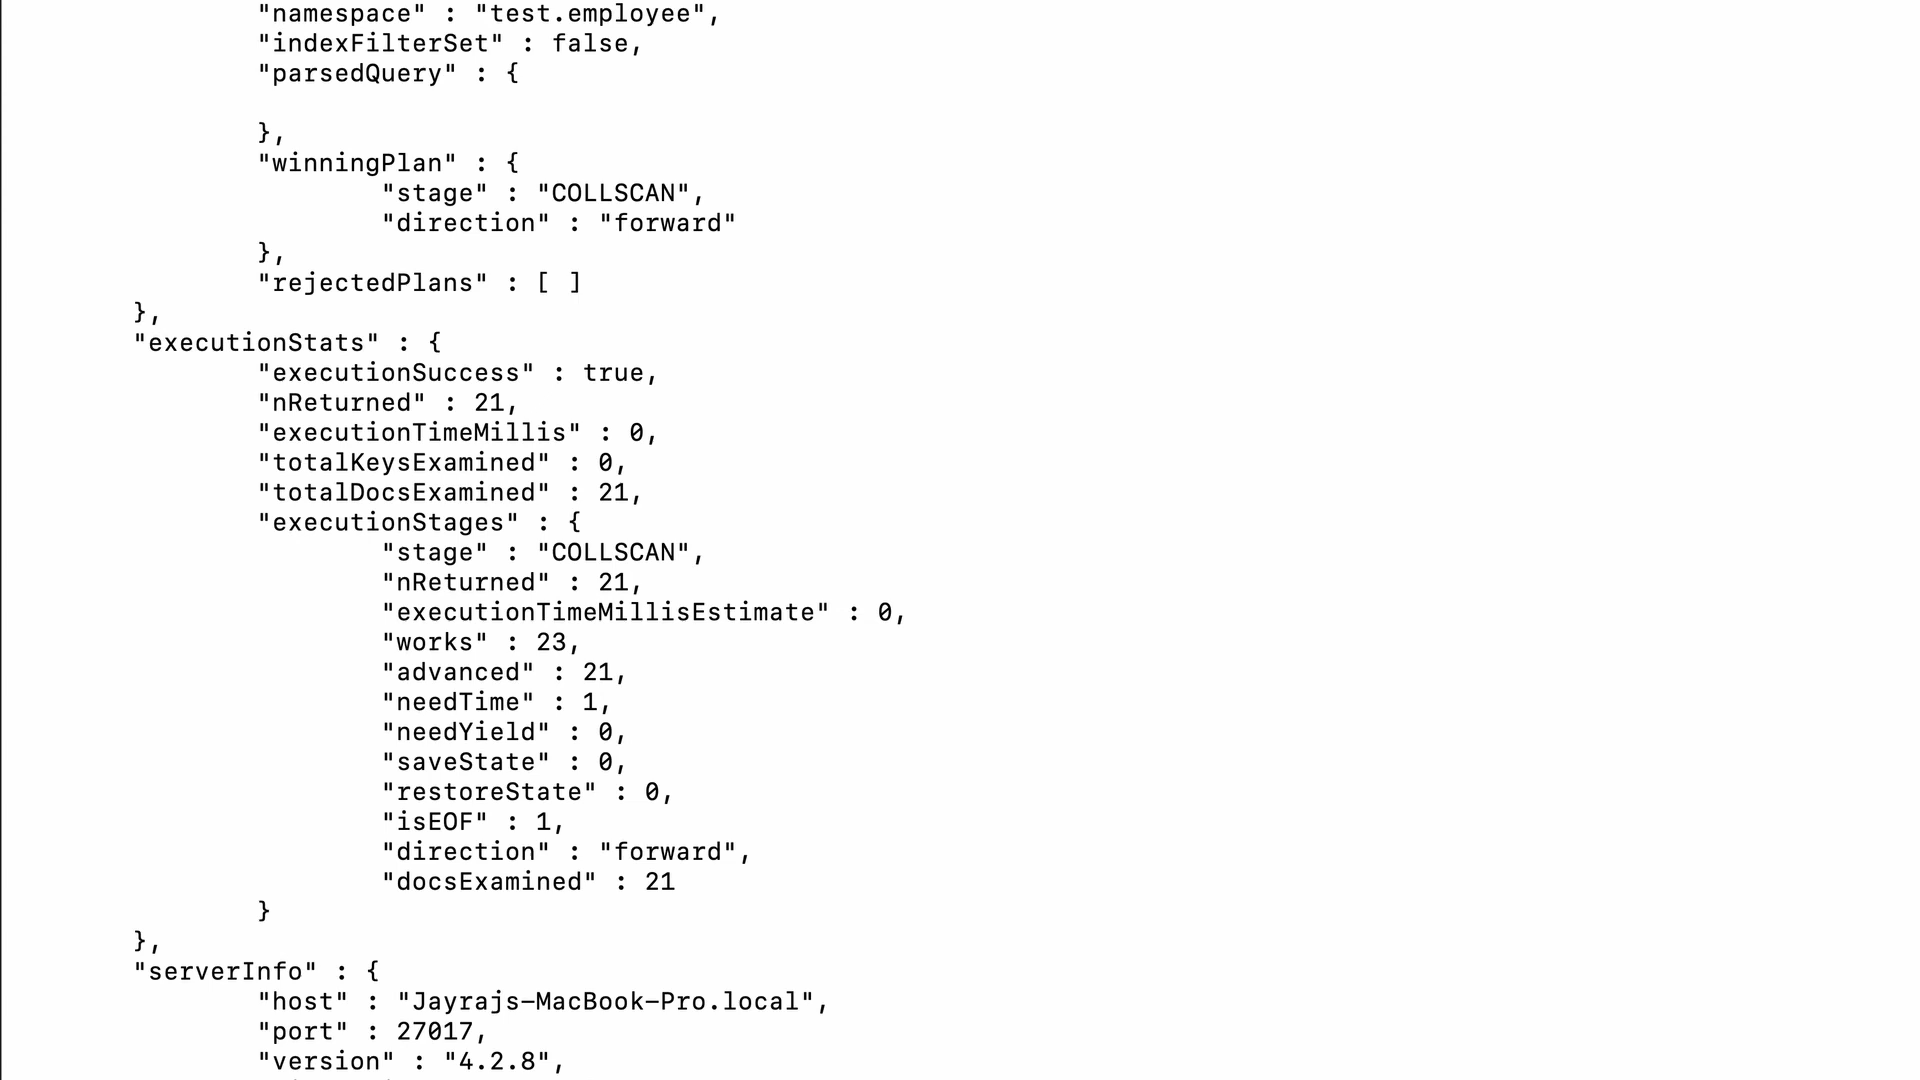 "namespace" : "test.employee",
"indexFilterSet" : false,
"parsedQuery" : {
},
"winningPlan" : {
"stage" : "COLLSCAN",
"direction" : "forward"
},
"rejectedPlans" : [ ]
},
"executionStats" : {
"executionSuccess" : true,
"nReturned" : 21,
"executionTimeMillis" : 0,
"totalKeysExamined" : 0,
"totalDocsExamined" : 21,
"executionStages" : {
"stage" : "COLLSCAN",
"nReturned" : 21,
"executionTimeMillisEstimate" : 0,
"works" : 23,
"advanced" : 21,
"needTime" : 1,
"needYield" : 0,
"saveState" : 0,
"restoreState" : 0,
"isEOF" : 1,
"direction" : "forward",
"docsExamined" : 21
}
},
"serverInfo" : {
"host" : "Jayrajs-MacBook-Pro.local",
"port" : 27017,
"version" : "4.2.8",